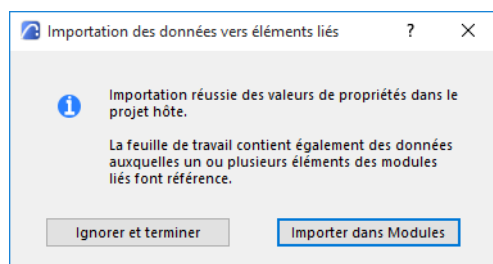 Importation des données vers éléments liés
?
Importation réussie des valeurs de propriétés dans le
projet hôte.
La feuille de travail contient également des données
auxquelles un ou plusieurs éléments des modules
liés font référence.
Ignorer et terminer
Importer dans Modules